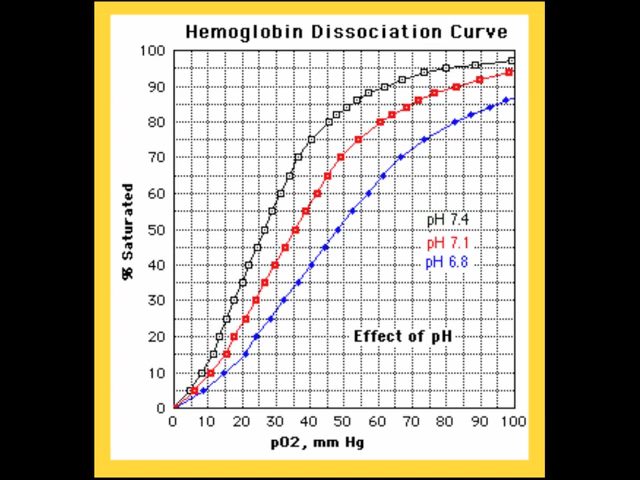 Hemoglobin Dissociation Curve
100
90
80
70
60
50
40
30
20
10
0
% Saturated
pH 7.4
pH 7.1
pH 6.8
Effect of pH
0 10 20 30 40 50 60 70 80 90 100
pO2, mm Hg